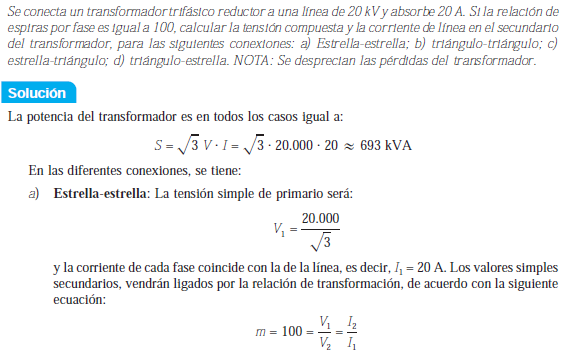 Se conecta un transformador trifásico reductor a una línea de 20 kV y absorbe 20 A. Si la relación de
espiras por fase es igual a 100, calcular la tensión compuesta y la corriente de línea en el secundario
del transformador, para las siguientes conexiones: a) Estrella-estrella; b) triángulo-triángulo; c)
estrella-triángulo; d) triángulo-estrella. NOTA: Se desprecian las pérdidas del transformador.
Solución
La potencia del transformador es en todos los casos igual a:
S = √3 V · I = √3 · 20.000 · 20 ≈ 693 kVA
En las diferentes conexiones, se tiene:
a) Estrella-estrella: La tensión simple de primario será:
V₁ = 20.000 / √3
y la corriente de cada fase coincide con la de la línea, es decir, I₁ = 20 A. Los valores simples
secundarios, vendrán ligados por la relación de transformación, de acuerdo con la siguiente
ecuación:
m = 100 = V₁ / V₂ = I₂ / I₁